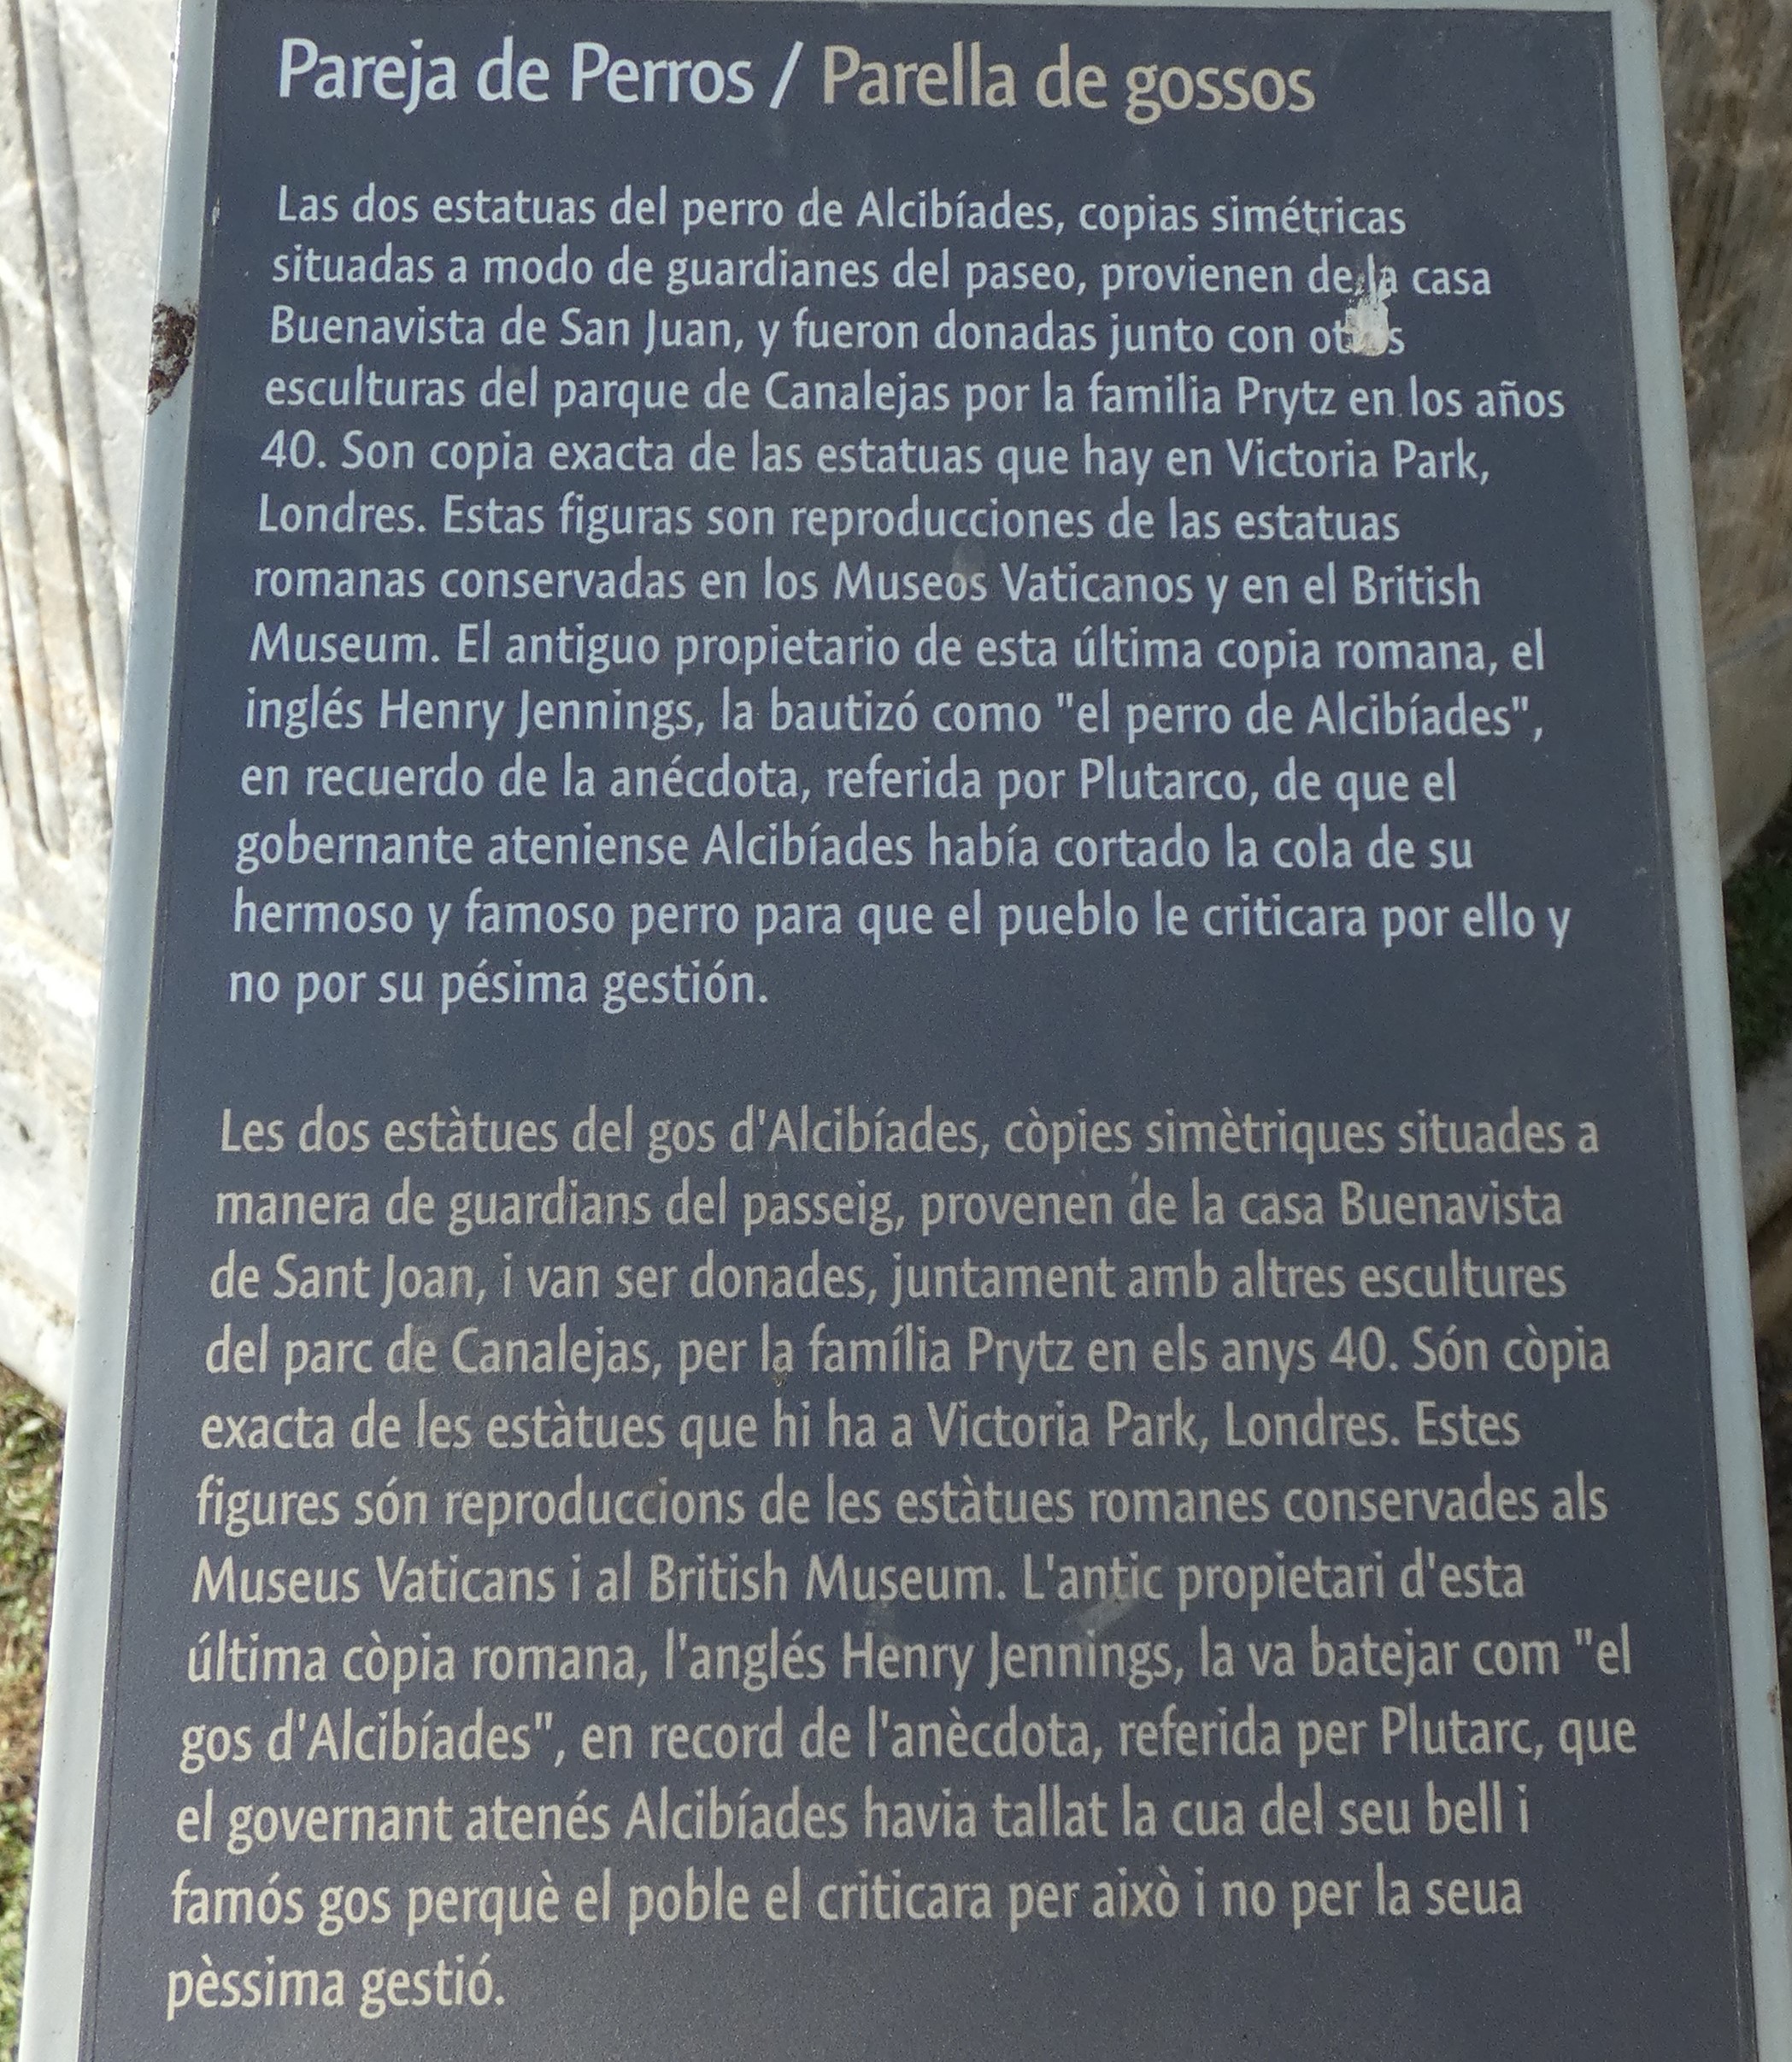 Pareja de Perros / Parella de gossos
Las dos estatuas del perro de Alcibíades, copias simétricas
situadas a modo de guardianes del paseo, provienen de la casa
Buenavista de San Juan, y fueron donadas junto con otras
esculturas del parque de Canalejas por la familia Prytz en los años
40. Son copia exacta de las estatuas que hay en Victoria Park,
Londres. Estas figuras son reproducciones de las estatuas
romanas conservadas en los Museos Vaticanos y en el British
Museum. El antiguo propietario de esta última copia romana, el
inglés Henry Jennings, la bautizó como "el perro de Alcibíades",
en recuerdo de la anécdota, referida por Plutarco, de que el
gobernante ateniense Alcibíades había cortado la cola de su
hermoso y famoso perro para que el pueblo le criticara por ello y
no por su pésima gestión.
Les dos estàtues del gos d'Alcibíades, còpies simètriques situades a
manera de guardians del passeig, provenen de la casa Buenavista
de Sant Joan, i van ser donades, juntament amb altres escultures
del parc de Canalejas, per la família Prytz en els anys 40. Són còpia
exacta de les estàtues que hi ha a Victoria Park, Londres. Estes
figures són reproduccions de les estàtues romanes conservades als
Museus Vaticans i al British Museum. L'antic propietari d'esta
última còpia romana, l'anglés Henry Jennings, la va batejar com "el
gos d'Alcibíades", en record de l'anècdota, referida per Plutarc, que
el governant atenés Alcibíades havia tallat la cua del seu bell i
famós gos perquè el poble el criticara per això i no per la seua
pèssima gestió.